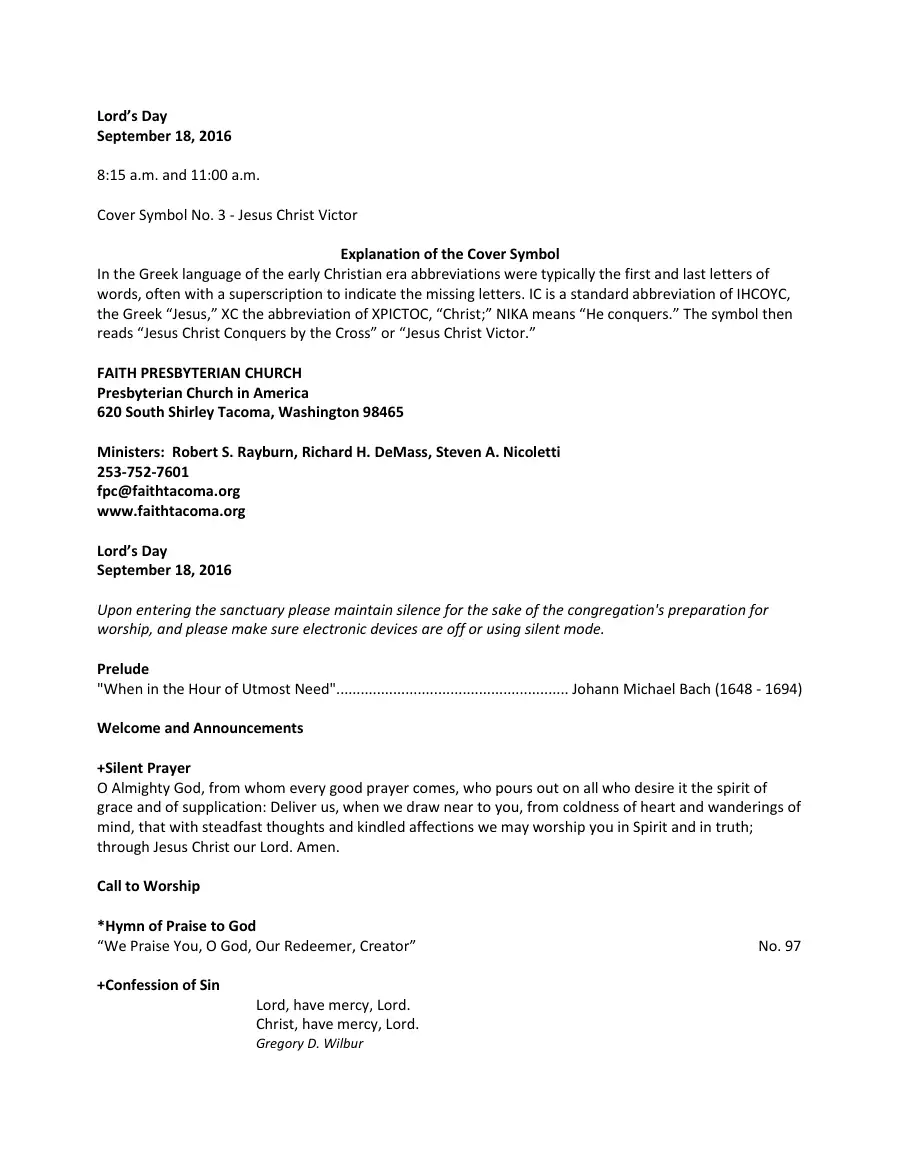 Lord’s Day
September 18, 2016
8:15 a.m. and 11:00 a.m.
Cover Symbol No. 3 - Jesus Christ Victor
Explanation of the Cover Symbol
In the Greek language of the early Christian era abbreviations were typically the first and last letters of
words, often with a superscription to indicate the missing letters. IC is a standard abbreviation of IHCOYC,
the Greek “Jesus,” XC the abbreviation of XPICTOC, “Christ;” NIKA means “He conquers.” The symbol then
reads “Jesus Christ Conquers by the Cross” or “Jesus Christ Victor.”
FAITH PRESBYTERIAN CHURCH
Presbyterian Church in America
620 South Shirley Tacoma, Washington 98465
Ministers:  Robert S. Rayburn, Richard H. DeMass, Steven A. Nicoletti
253-752-7601
fpc@faithtacoma.org
www.faithtacoma.org
Lord’s Day
September 18, 2016
Upon entering the sanctuary please maintain silence for the sake of the congregation's preparation for
worship, and please make sure electronic devices are off or using silent mode.
Prelude
"When in the Hour of Utmost Need"......................................................... Johann Michael Bach (1648 - 1694)
Welcome and Announcements
+Silent Prayer
O Almighty God, from whom every good prayer comes, who pours out on all who desire it the spirit of
grace and of supplication: Deliver us, when we draw near to you, from coldness of heart and wanderings of
mind, that with steadfast thoughts and kindled affections we may worship you in Spirit and in truth;
through Jesus Christ our Lord. Amen.
Call to Worship
*Hymn of Praise to God
“We Praise You, O God, Our Redeemer, Creator” No. 97
+Confession of Sin
Lord, have mercy, Lord.
Christ, have mercy, Lord.
Gregory D. Wilbur